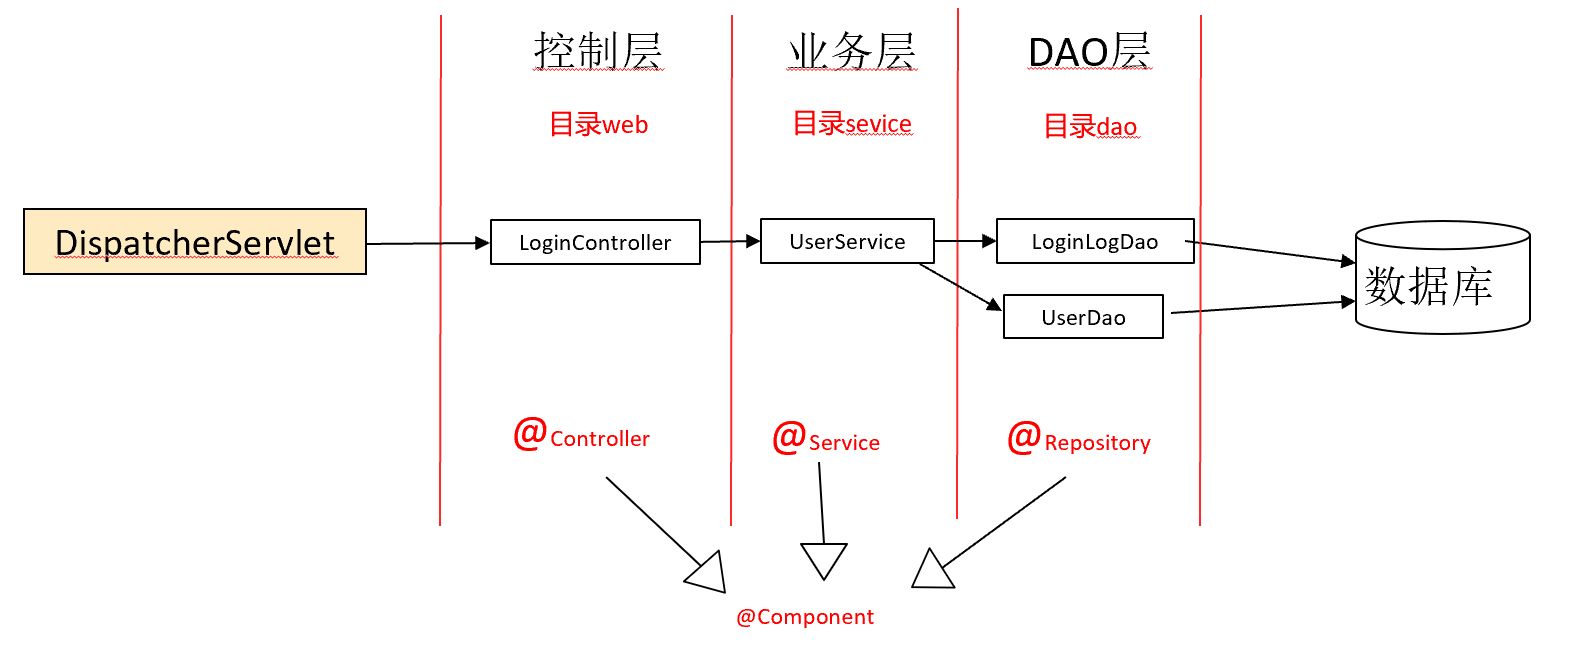 控制层
业务层
DAO层
目录web
目录sevice
目录dao
DispatcherServlet
LoginController
UserService
LoginLogDao
UserDao
数据库
@Controller
@Service
@Repository
@Component